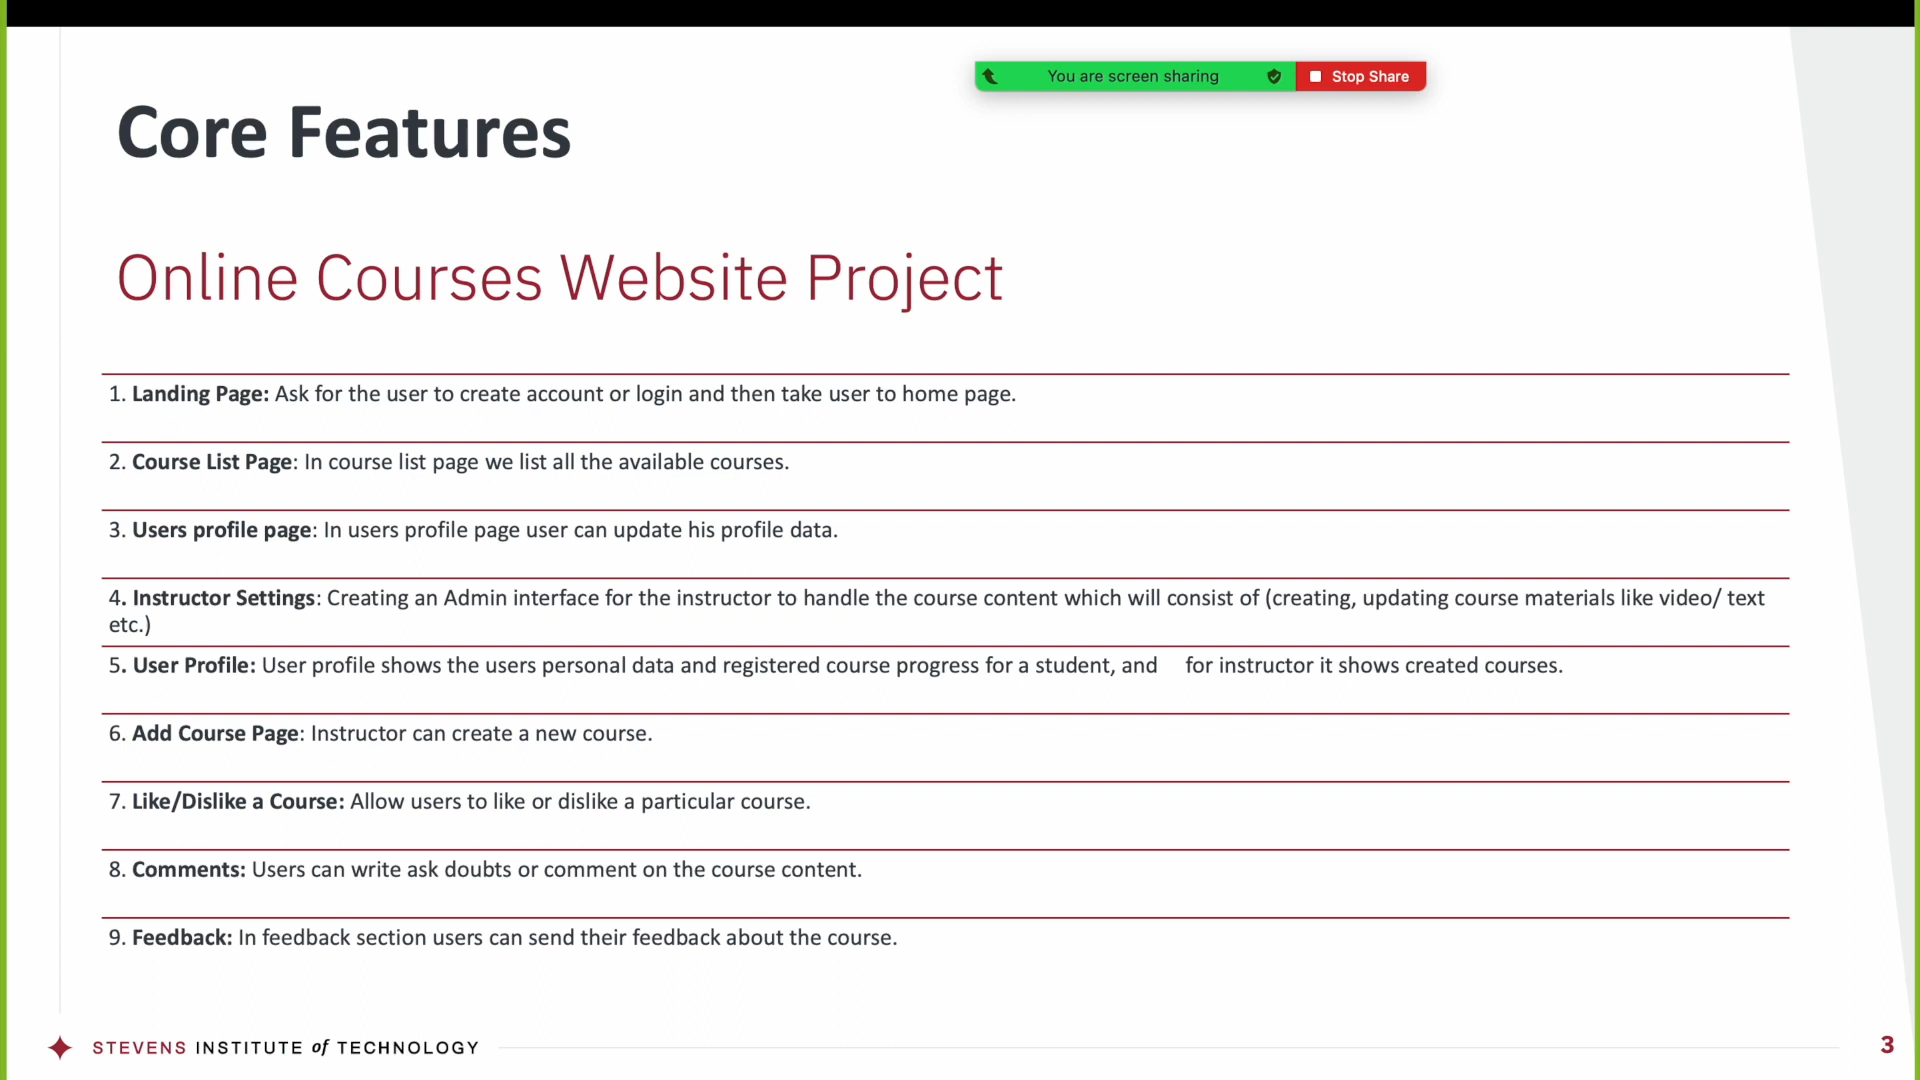 You are screen sharing
Stop Share
Core Features
Online Courses Website Project
1. Landing Page: Ask for the user to create account or login and then take user to home page.
2. Course List Page: In course list page we list all the available courses.
3. Users profile page: In users profile page user can update his profile data.
4. Instructor Settings: Creating an Admin interface for the instructor to handle the course content which will consist of (creating, updating course materials like video/ text
etc.)
5. User Profile: User profile shows the users personal data and registered course progress for a student, and for instructor it shows created courses.
6. Add Course Page: Instructor can create a new course.
7. Like/Dislike a Course: Allow users to like or dislike a particular course.
8. Comments: Users can write ask doubts or comment on the course content.
9. Feedback: In feedback section users can send their feedback about the course.
STEVENS INSTITUTE of TECHNOLOGY
3